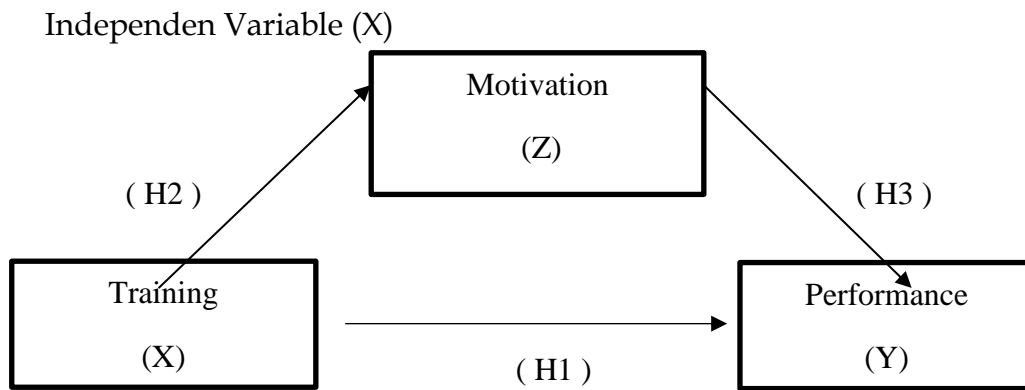 Independen Variable (X)
Motivation
(Z)
( H2 )
( H3 )
Training
(X)
Performance
(Y)
( H1 )